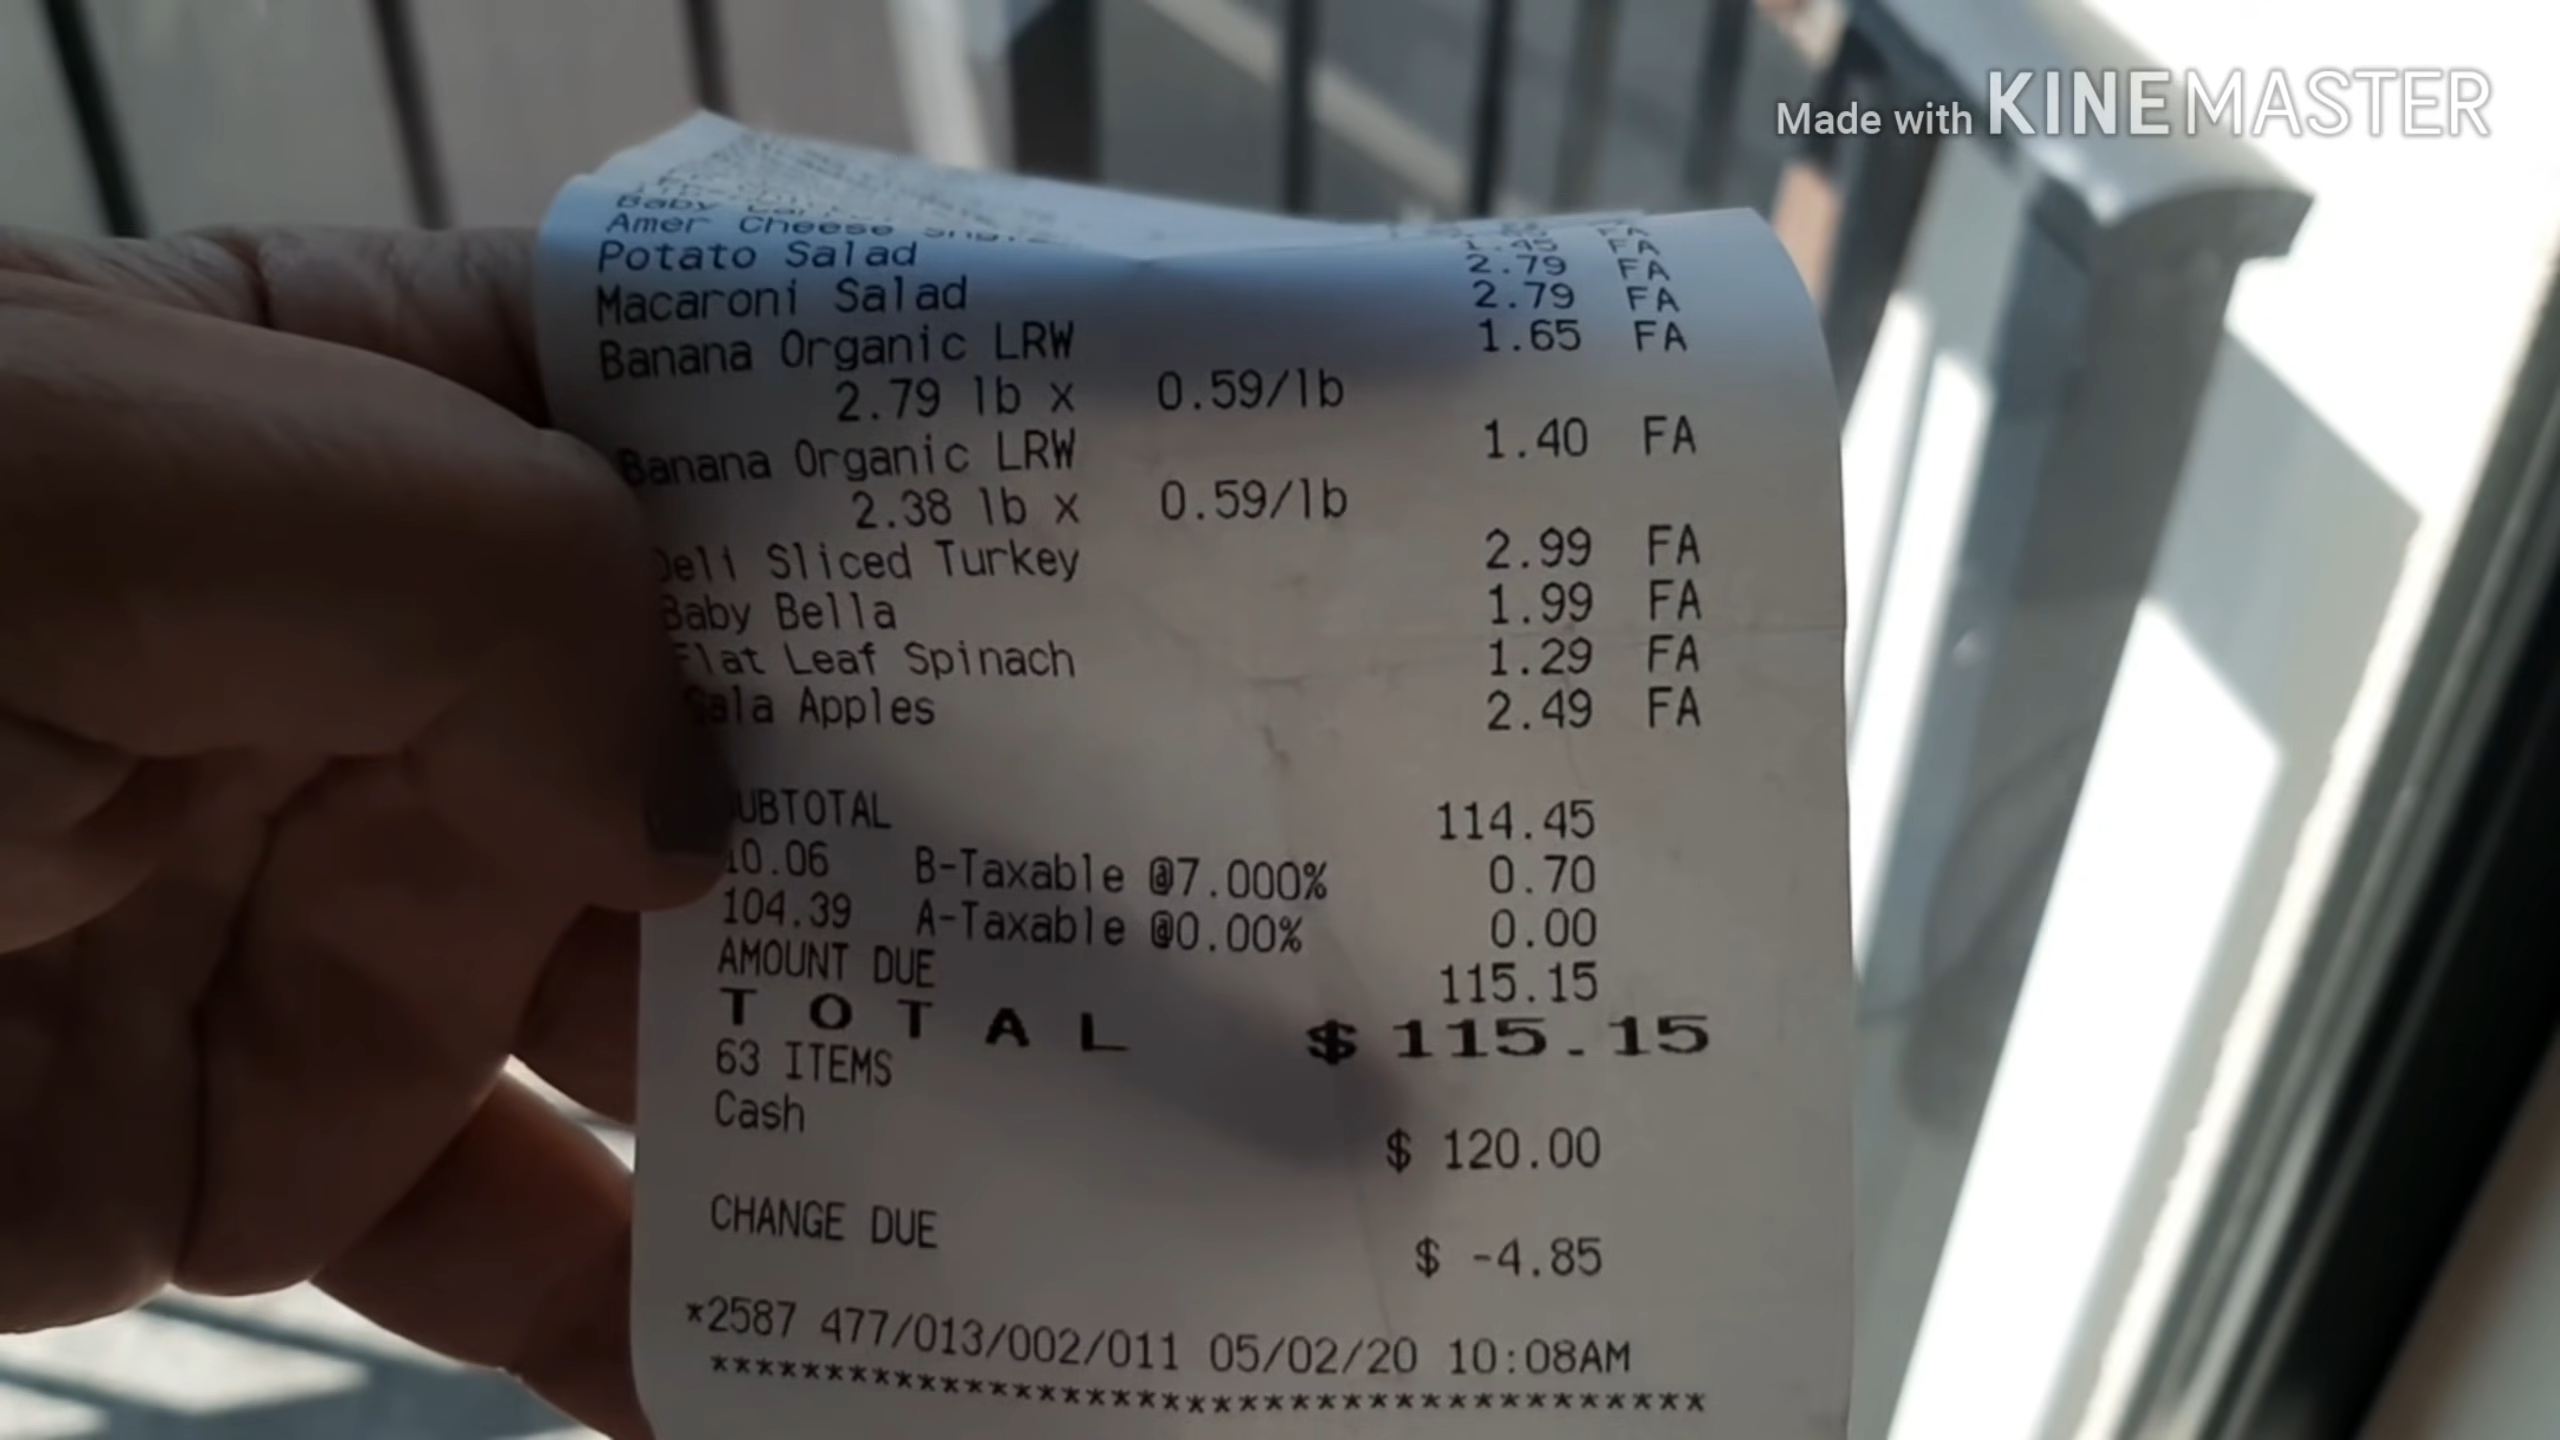 Made with KINEMASTER
Baby
Amer Cheese
Potato Salad 2.79 FA
Macaroni Salad 2.79 FA
Banana Organic LRW 1.65 FA
2.79 lb x 0.59/lb
Banana Organic LRW 1.40 FA
2.38 lb x 0.59/lb
Deli Sliced Turkey 2.99 FA
Baby Bella 1.99 FA
Flat Leaf Spinach 1.29 FA
Gala Apples 2.49 FA
SUBTOTAL 114.45
10.06 B-Taxable @7.000% 0.70
104.39 A-Taxable @0.00% 0.00
AMOUNT DUE 115.15
TOTAL $115.15
63 ITEMS
Cash $ 120.00
CHANGE DUE $ -4.85
*2587 477/013/002/011 05/02/20 10:08AM
*******************************************